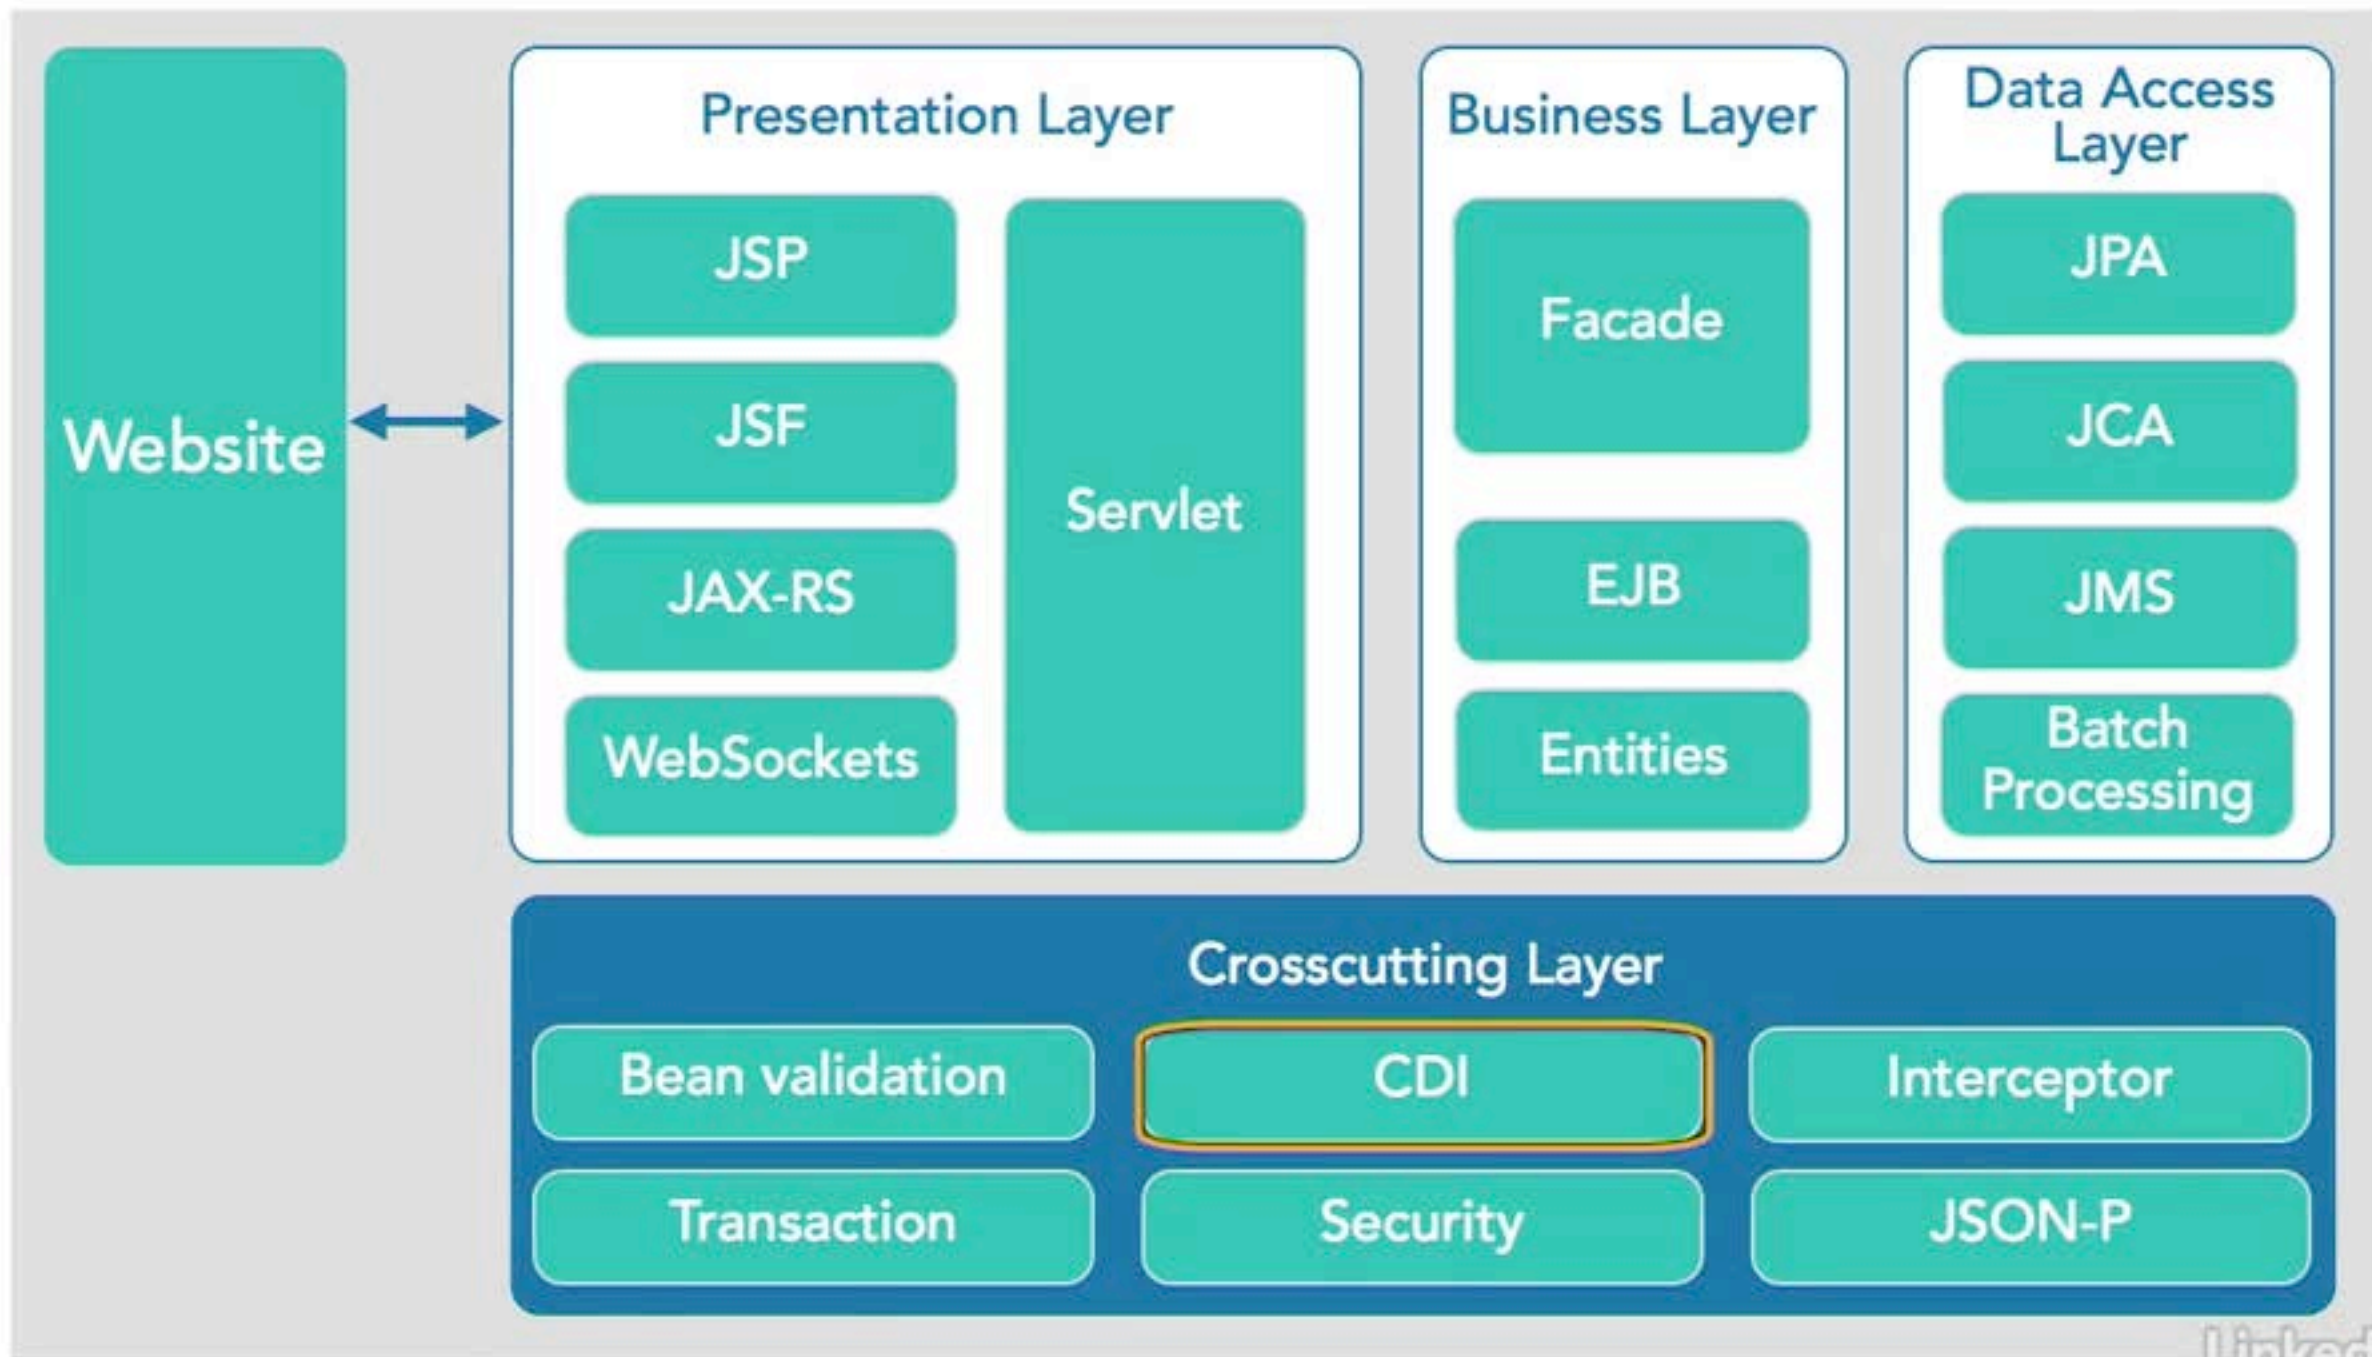 Website
Presentation Layer
JSP
JSF
JAX-RS
WebSockets
Servlet
Business Layer
Facade
EJB
Entities
Data Access
Layer
JPA
JCA
JMS
Batch
Processing
Crosscutting Layer
Bean validation
CDI
Interceptor
Transaction
Security
JSON-P